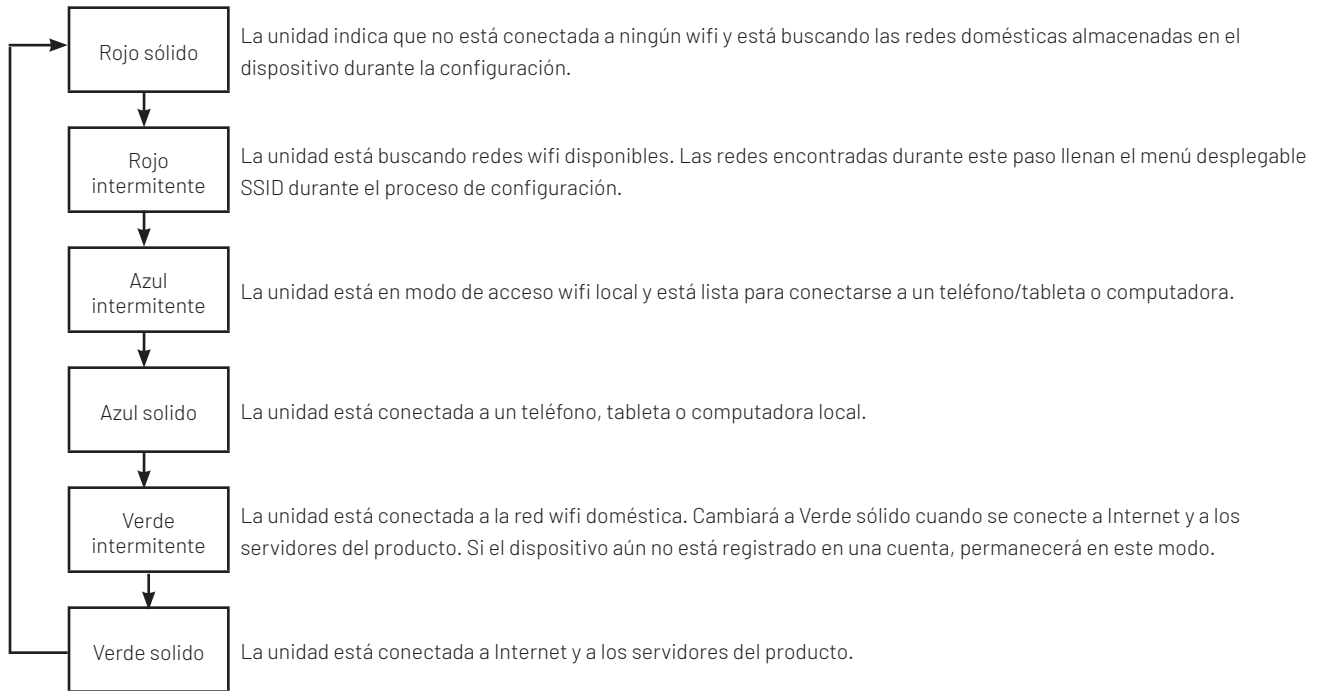 Rojo sólido
La unidad indica que no está conectada a ningún wifi y está buscando las redes domésticas almacenadas en el
dispositivo durante la configuración.
Rojo
intermitente
La unidad está buscando redes wifi disponibles. Las redes encontradas durante este paso llenan el menú desplegable
SSID durante el proceso de configuración.
Azul
intermitente
La unidad está en modo de acceso wifi local y está lista para conectarse a un teléfono/tableta o computadora.
Azul solido
La unidad está conectada a un teléfono, tableta o computadora local.
Verde
intermitente
La unidad está conectada a la red wifi doméstica. Cambiará a Verde sólido cuando se conecte a Internet y a los
servidores del producto. Si el dispositivo aún no está registrado en una cuenta, permanecerá en este modo.
Verde solido
La unidad está conectada a Internet y a los servidores del producto.